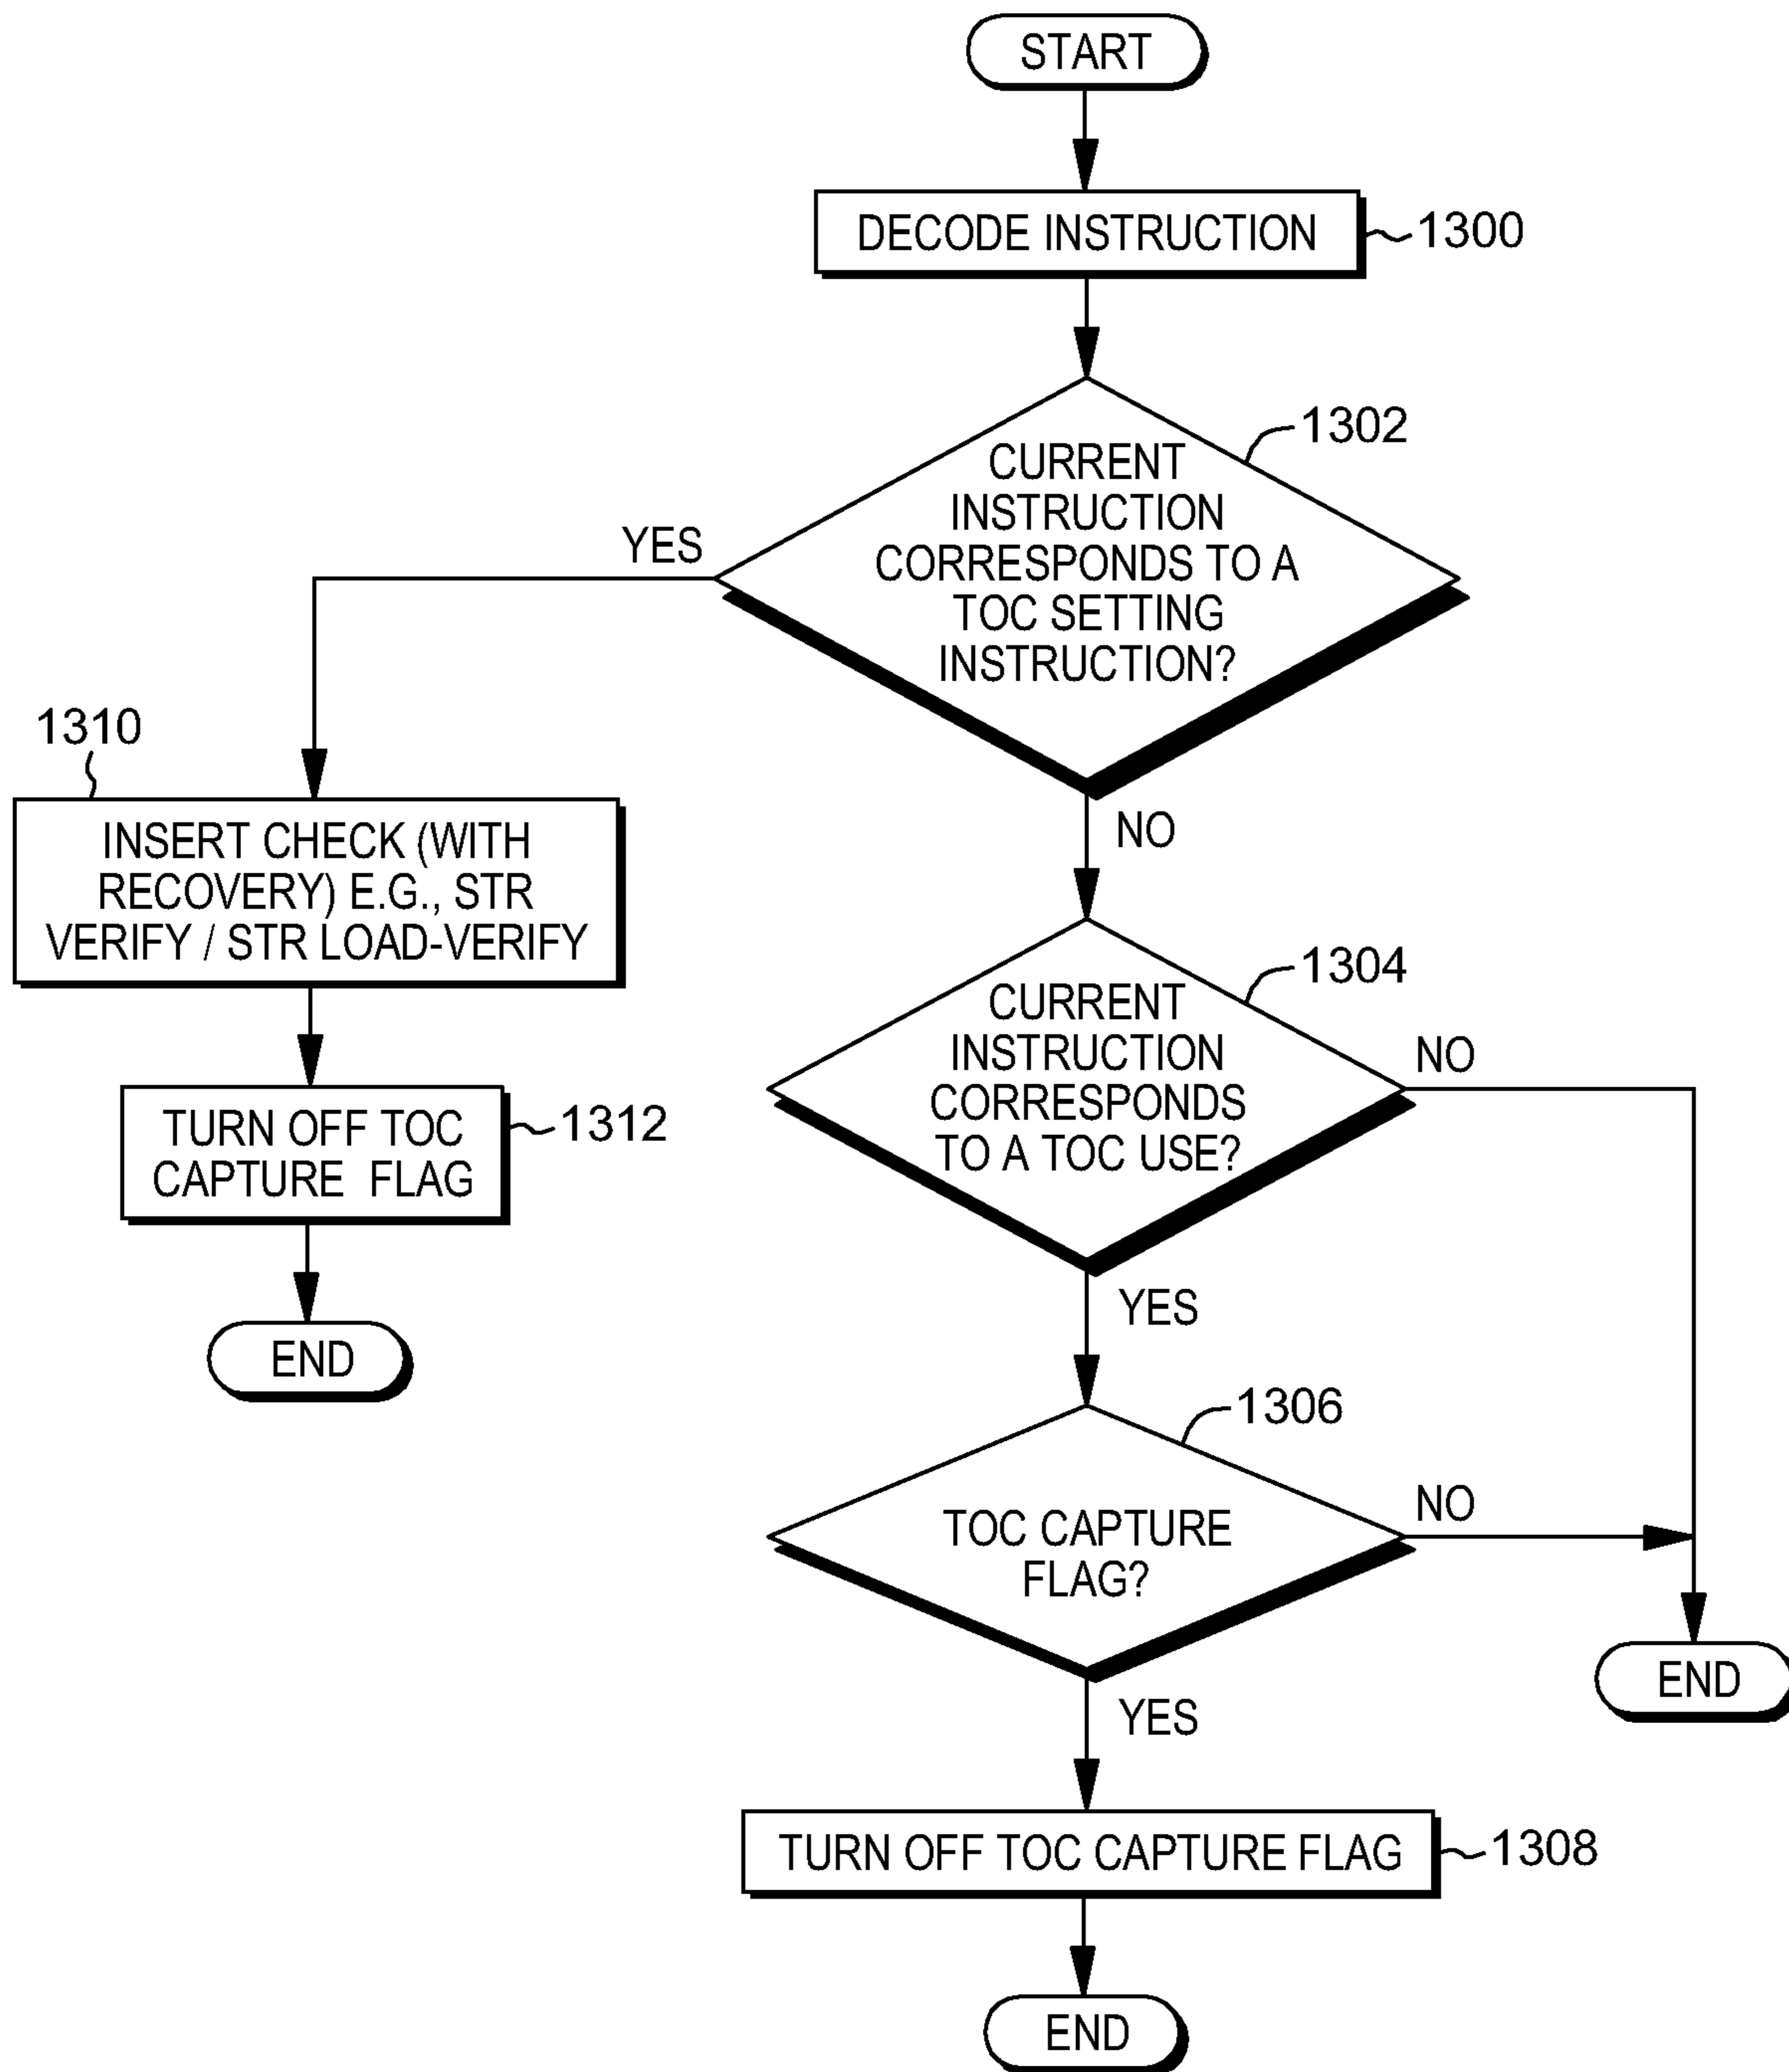 START
DECODE INSTRUCTION
1300
1302
CURRENT
INSTRUCTION
CORRESPONDS TO A
TOC SETTING
INSTRUCTION?
YES
NO
1310
INSERT CHECK (WITH
RECOVERY) E.G., STR
VERIFY / STR LOAD-VERIFY
TURN OFF TOC
CAPTURE FLAG
1312
END
1304
CURRENT
INSTRUCTION
CORRESPONDS
TO A TOC USE?
NO
YES
1306
TOC CAPTURE
FLAG?
NO
END
YES
TURN OFF TOC CAPTURE FLAG
1308
END